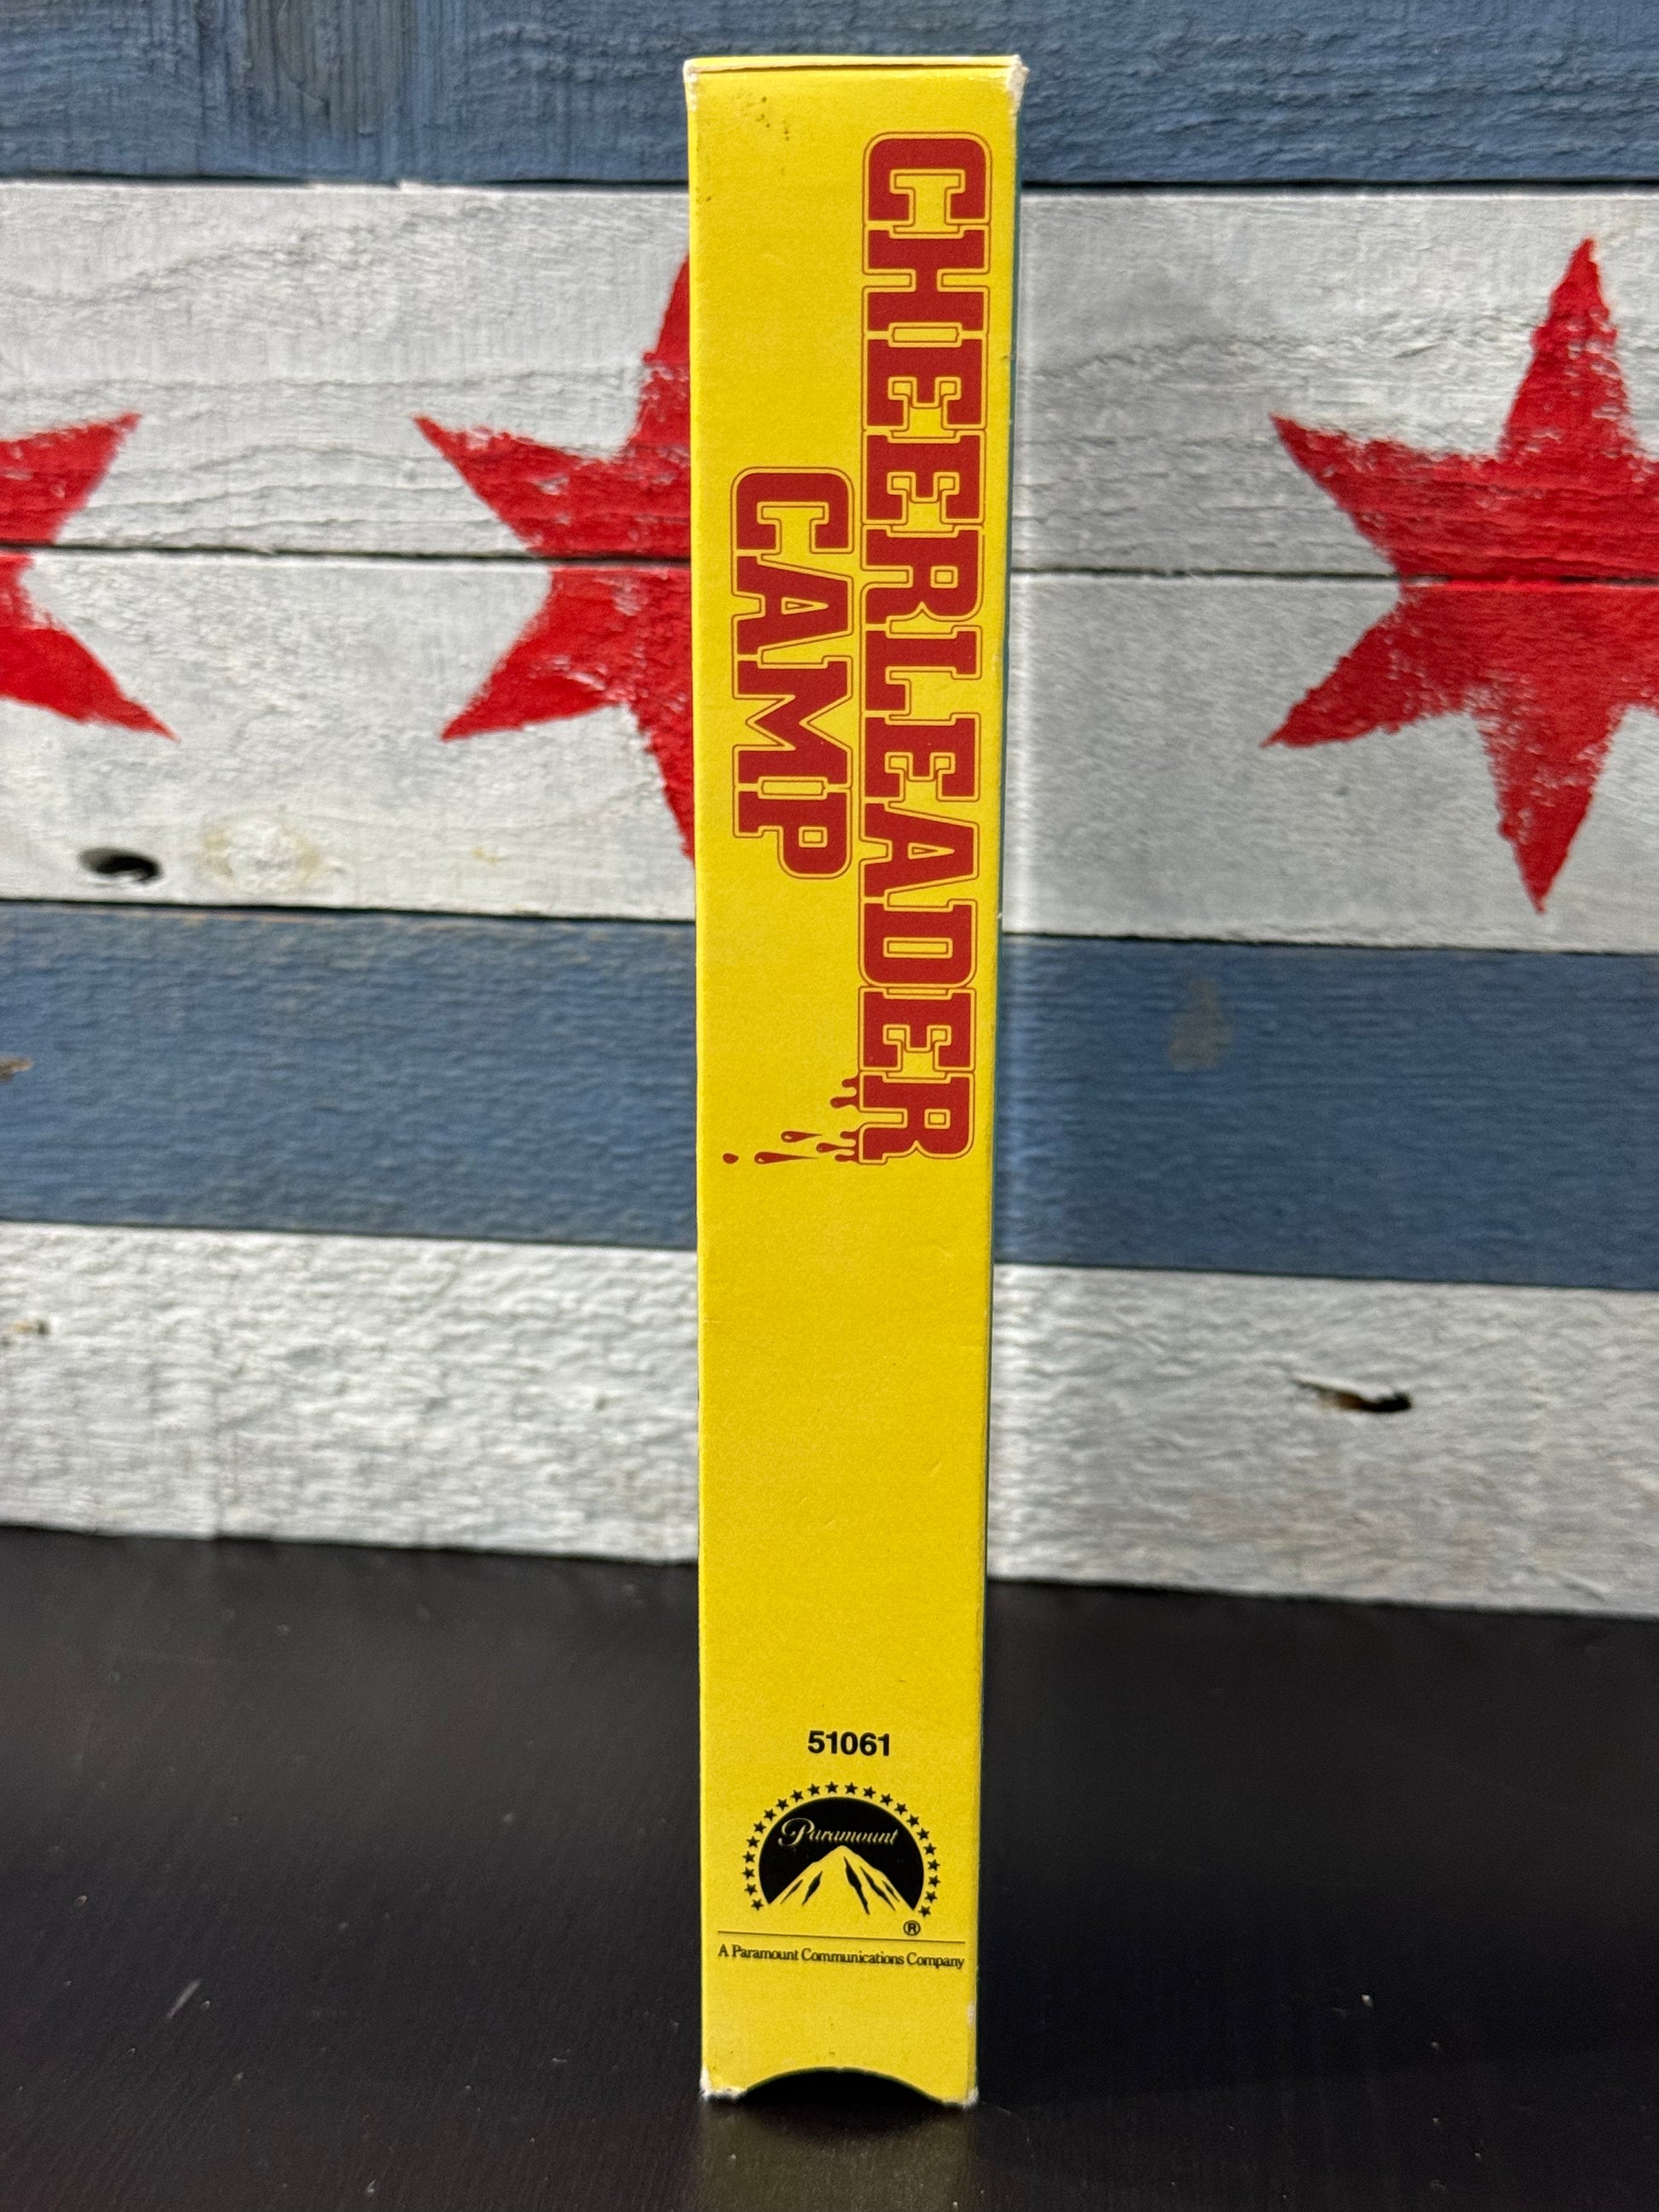 CHEERLEADER
CAMP
51061
Paramount
®
A Paramount Communications Company